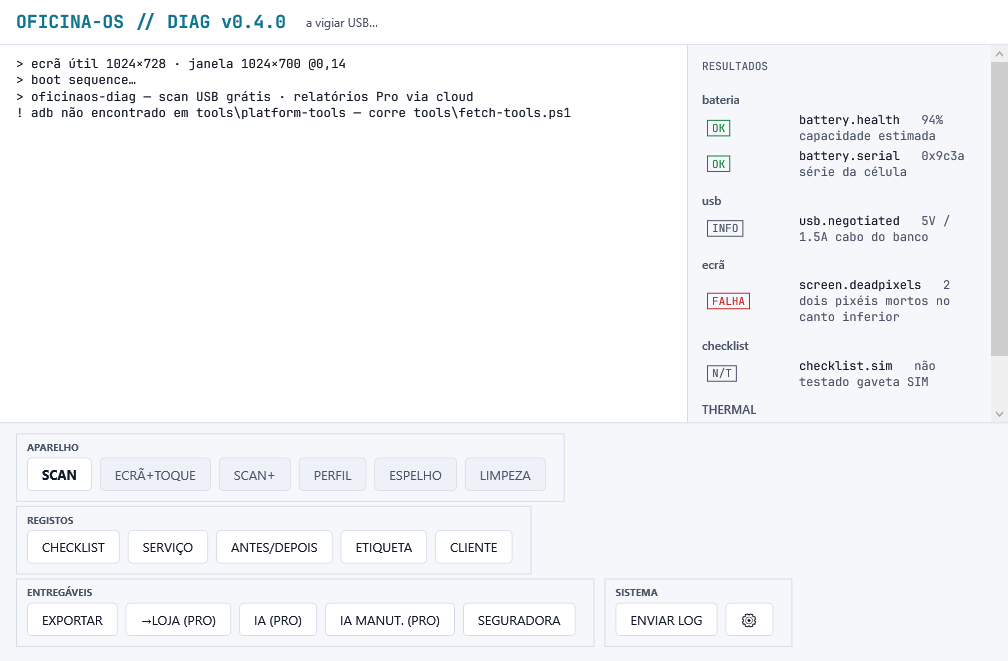 OFICINA-OS // DIAG v0.4.0 a vigiar USB...
> ecrã útil 1024×728 · janela 1024×700 @0,14
> boot sequence…
> oficinaos-diag — scan USB grátis · relatórios Pro via cloud
! adb não encontrado em tools\platform-tools — corre tools\fetch-tools.ps1
RESULTADOS
bateria
OK battery.health 94%
capacidade estimada
OK battery.serial 0x9c3a
série da célula
usb
INFO usb.negotiated 5V /
1.5A cabo do banco
ecrã
FALHA screen.deadpixels 2
dois pixéis mortos no
canto inferior
checklist
N/T checklist.sim não
testado gaveta SIM
THERMAL
APARELHO
SCAN ECRÃ+TOQUE SCAN+ PERFIL ESPELHO LIMPEZA
REGISTOS
CHECKLIST SERVIÇO ANTES/DEPOIS ETIQUETA CLIENTE
ENTREGÁVEIS
EXPORTAR →LOJA (PRO) IA (PRO) IA MANUT. (PRO) SEGURADORA
SISTEMA
ENVIAR LOG